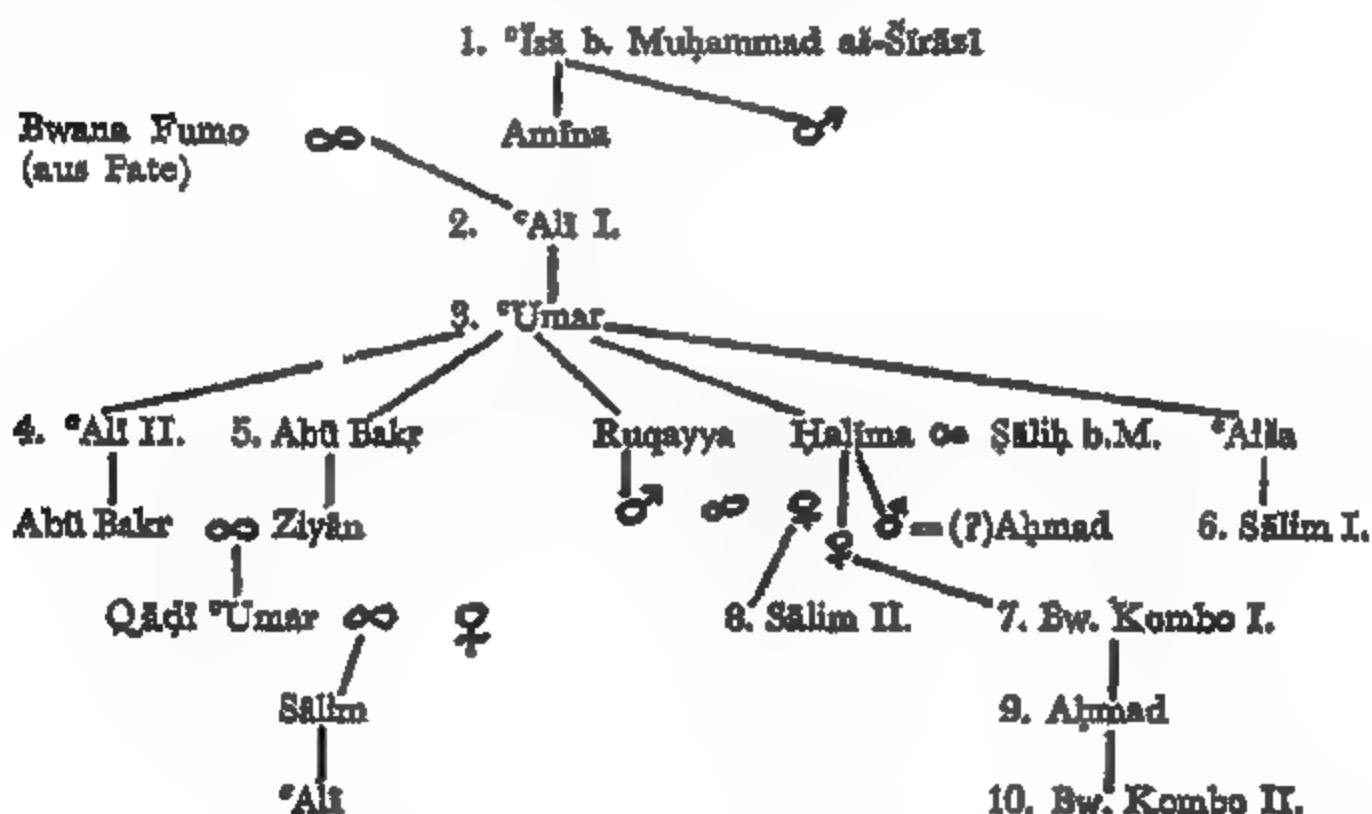 1. ʿĪsā b. Muḥammad aš-Šīrāzī
Bwana Fumo ∞ Amīna ♂
(aus Pate)
2. ʿAlī I.
3. ʿUmar
4. ʿAlī II. 5. Abū Bakr Ruqayya Ḥalīma ∞ Ṣāliḥ b.M.
Abū Bakr ∞ Ziyān ♂ ∞ ♀ ♂=(?)Aḥmad 6. Sālim I.
♀
Qāḍī ʿUmar ∞ ♀ 8. Sālim II. 7. Bw. Kombo I.
Sālim 9. Aḥmad
ʿAlī 10. Bw. Kombo II.